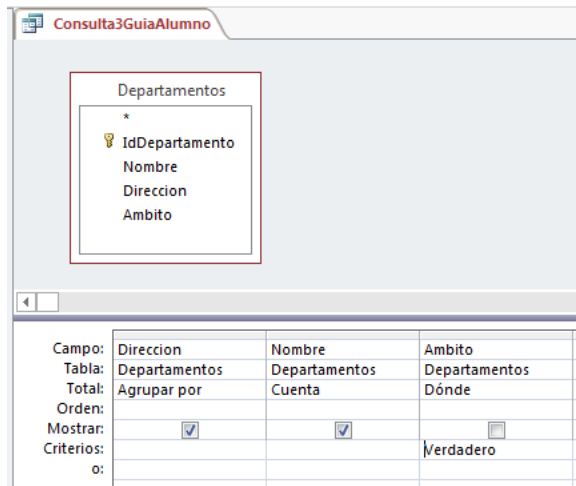 Consulta3GuiaAlumno
Departamentos
*
IdDepartamento
Nombre
Direccion
Ambito
Campo: Direccion Nombre Ambito
Tabla: Departamentos Departamentos Departamentos
Total: Agrupar por Cuenta Dónde
Orden:
Mostrar:
Criterios: Verdadero
o: